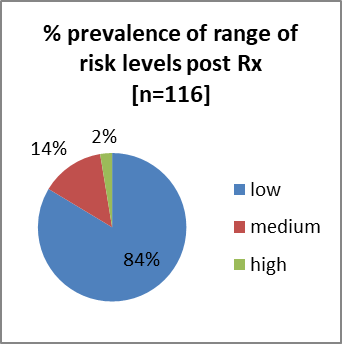 % prevalence of range of
risk levels post Rx
[n=116]
2%
14%
84%
low
medium
high